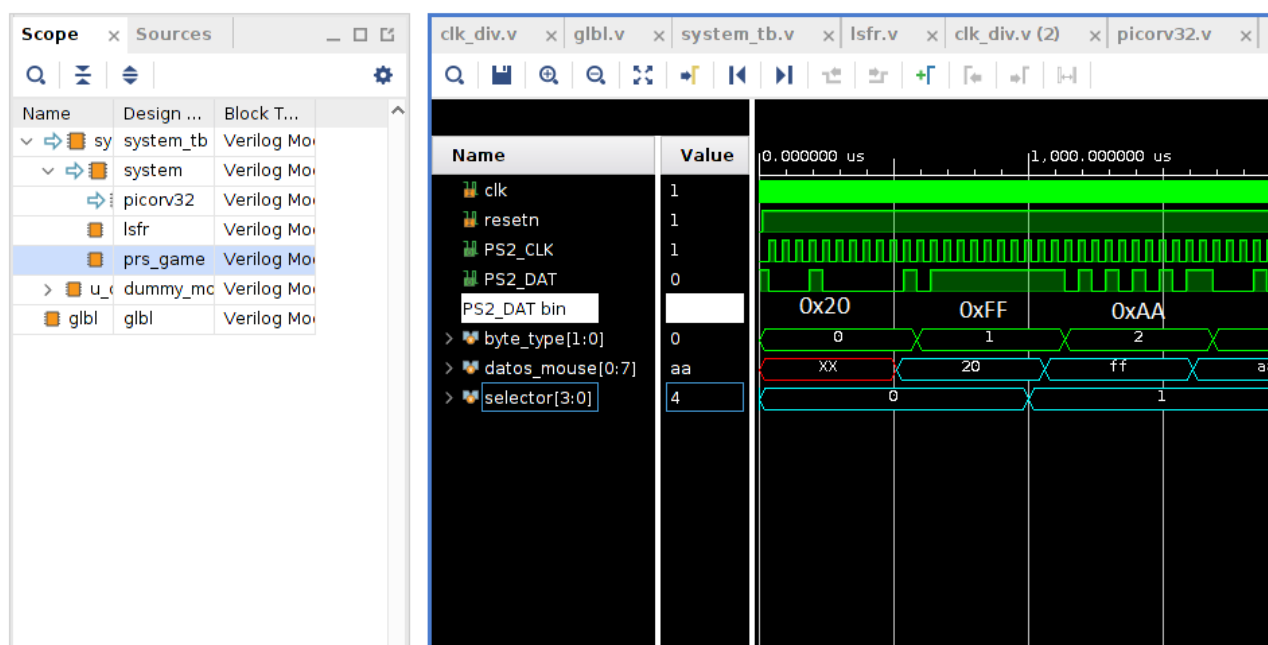 Scope x Sources
Name Design ... Block T...
sy system_tb Verilog Mo
system Verilog Mo
picorv32 Verilog Mo
lsfr Verilog Mo
prs_game Verilog Mo
u_ dummy_mc Verilog Mo
glbl glbl Verilog Mo
clk_div.v x glbl.v x system_tb.v x lsfr.v x clk_div.v (2) x picorv32.v x
Name Value 0.000000 us 1,000.000000 us
clk 1
resetn 1
PS2_CLK 1
PS2_DAT 0
PS2_DAT bin 0x20 0xFF 0xAA
byte_type[1:0] 0 0 1 2
datos_mouse[0:7] aa XX 20 ff a
selector[3:0] 4 0 1